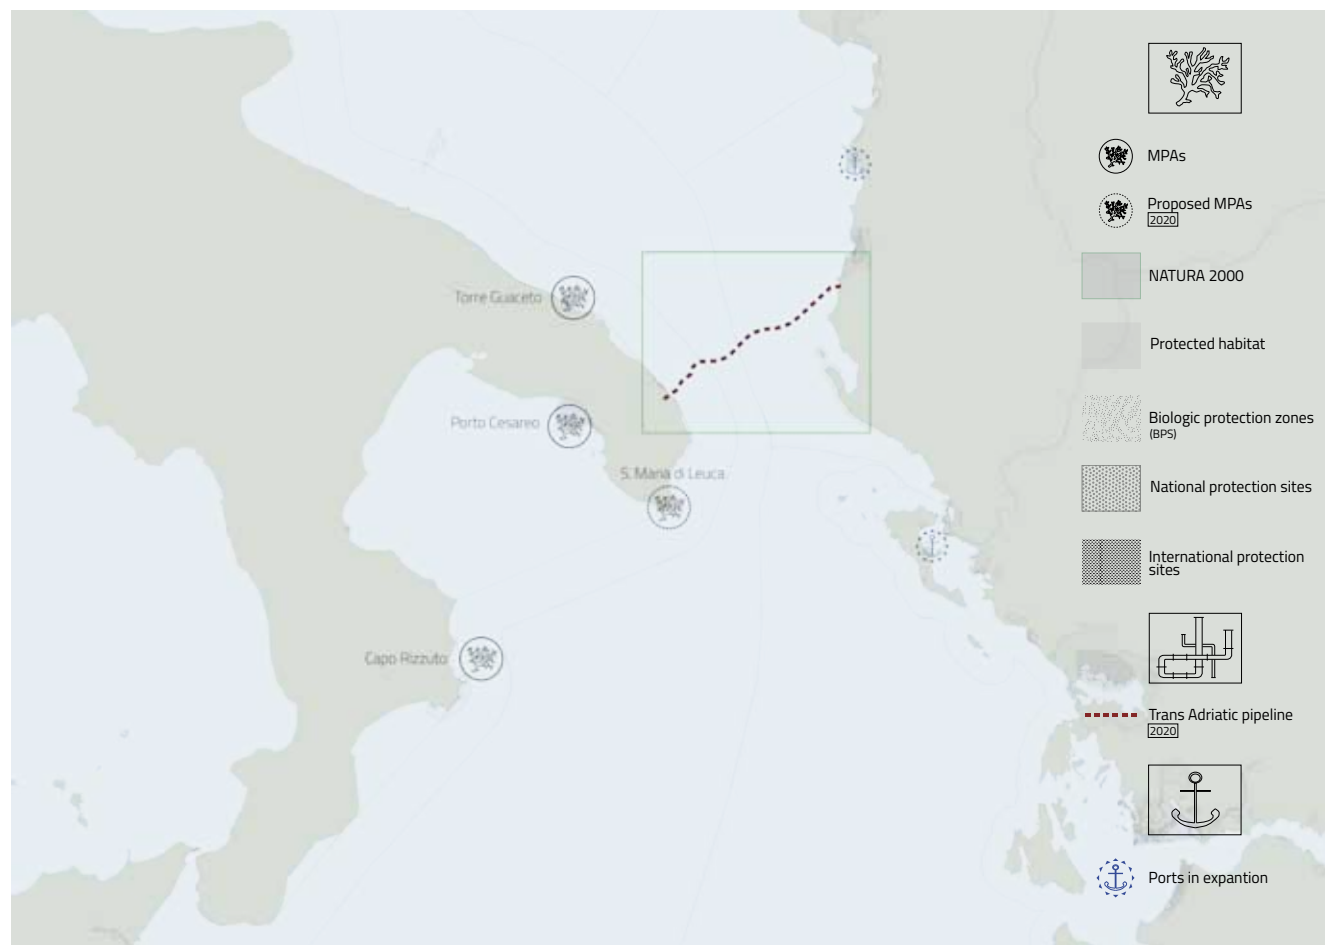 MPAs
Proposed MPAs
2020
NATURA 2000
Torre Guaceto
Protected habitat
Porto Cesareo
Biologic protection zones
(BPS)
S. Maria di Leuca
National protection sites
International protection
sites
Capo Rizzuto
Trans Adriatic pipeline
2020
Ports in expantion